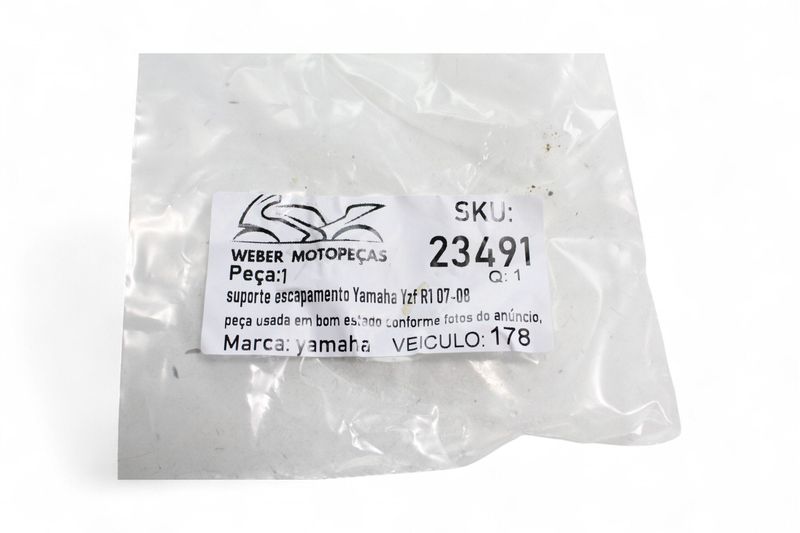 SKU:
WEBER MOTOPEÇAS
23491
Peça:1
Q: 1
suporte escapamento Yamaha Yzf R1 07-08
peça usada em bom estado conforme fotos do anúncio,
Marca: yamaha VEICULO: 178